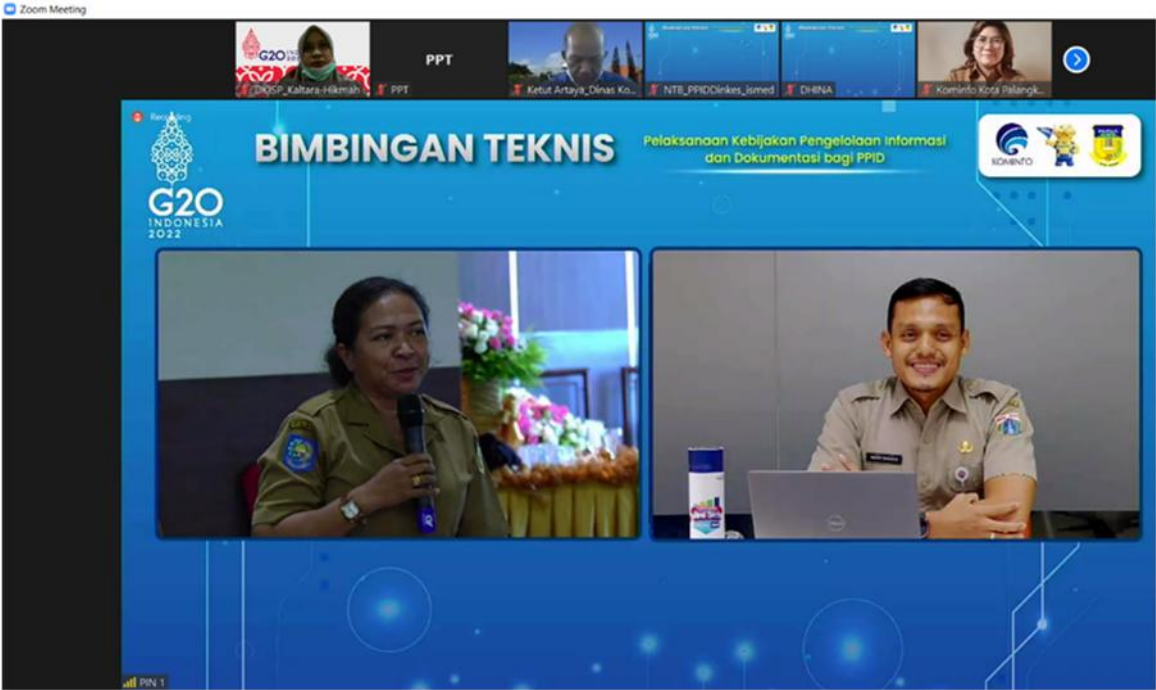 Zoom Meeting
G20
DKISP_Kaltara-Hikmah
PPT
PPT
Ketut Artaya_Dinas Ko...
NTB_PPIDDinkes_ismed
DHINA
Kominfo Kota Palangk...
Recording
BIMBINGAN TEKNIS
Pelaksanaan Kebijakan Pengelolaan Informasi
dan Dokumentasi bagi PPID
KOMINFO
G20
INDONESIA
2022
DELL
PIN 1